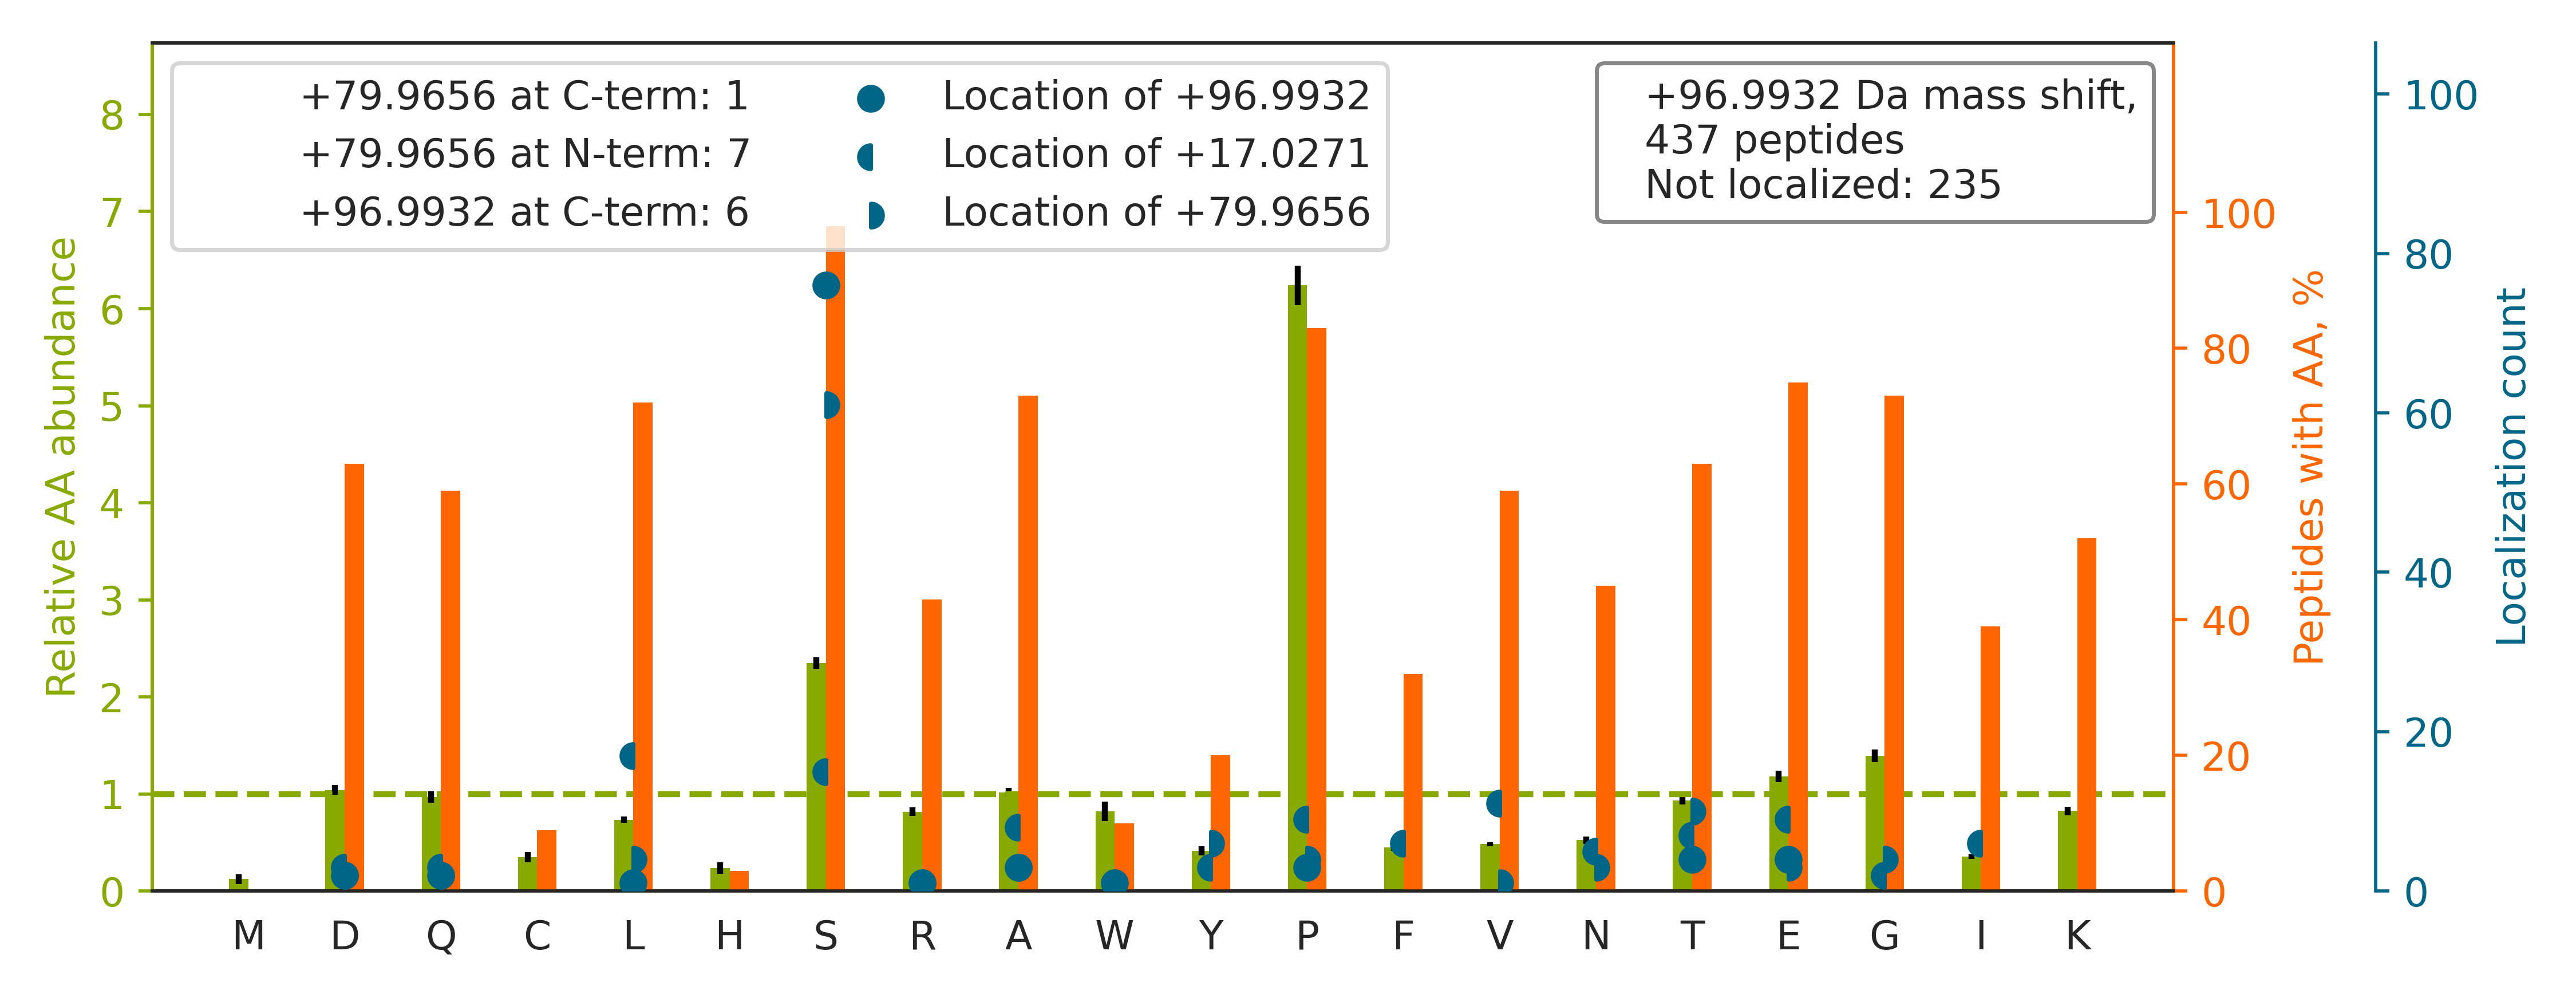 +79.9656 at C-term: 1
+79.9656 at N-term: 7
+96.9932 at C-term: 6
Location of +96.9932
Location of +17.0271
Location of +79.9656
+96.9932 Da mass shift,
437 peptides
Not localized: 235
Relative AA abundance
8
7
6
5
4
3
2
1
0
M D Q C L H S R A W Y P F V N T E G I K
100
80
60
40
20
0
Peptides with AA, %
100
80
60
40
20
0
Localization count